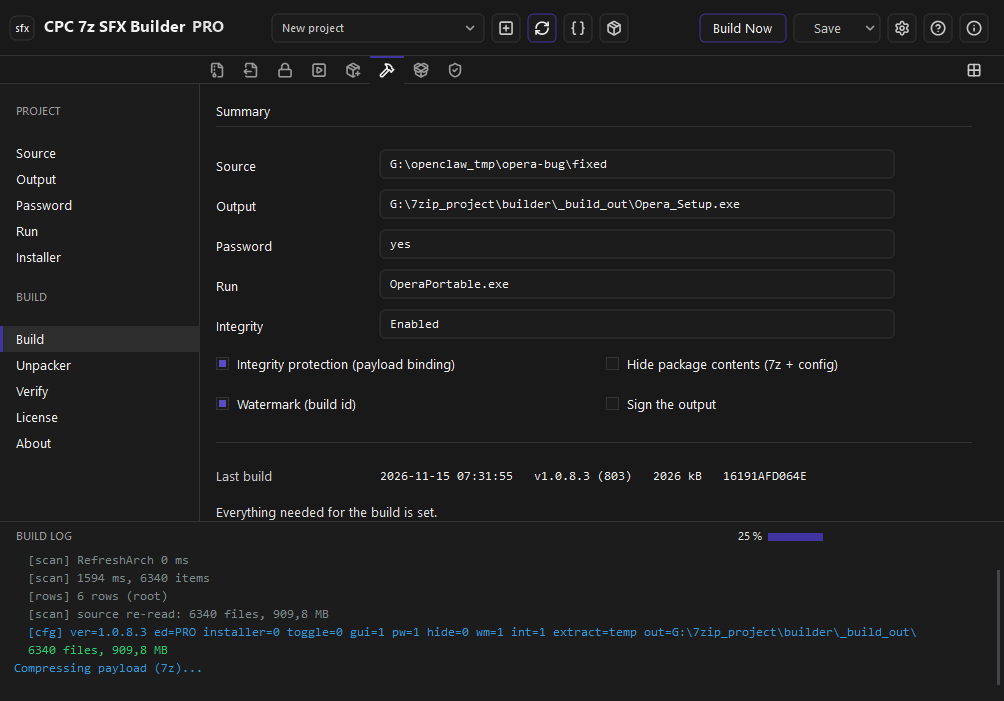 sfx CPC 7z SFX Builder PRO New project Build Now Save
PROJECT
Source
Output
Password
Run
Installer
BUILD
Build
Unpacker
Verify
License
About
Summary
Source G:\openclaw_tmp\opera-bug\fixed
Output G:\7zip_project\builder\_build_out\Opera_Setup.exe
Password yes
Run OperaPortable.exe
Integrity Enabled
Integrity protection (payload binding) Hide package contents (7z + config)
Watermark (build id) Sign the output
Last build 2026-11-15 07:31:55 v1.0.8.3 (803) 2026 kB 16191AFD064E
Everything needed for the build is set.
BUILD LOG 25 %
[scan] RefreshArch 0 ms
[scan] 1594 ms, 6340 items
[rows] 6 rows (root)
[scan] source re-read: 6340 files, 909,8 MB
[cfg] ver=1.0.8.3 ed=PRO installer=0 toggle=0 gui=1 pw=1 hide=0 wm=1 int=1 extract=temp out=G:\7zip_project\builder\_build_out\
6340 files, 909,8 MB
Compressing payload (7z)...